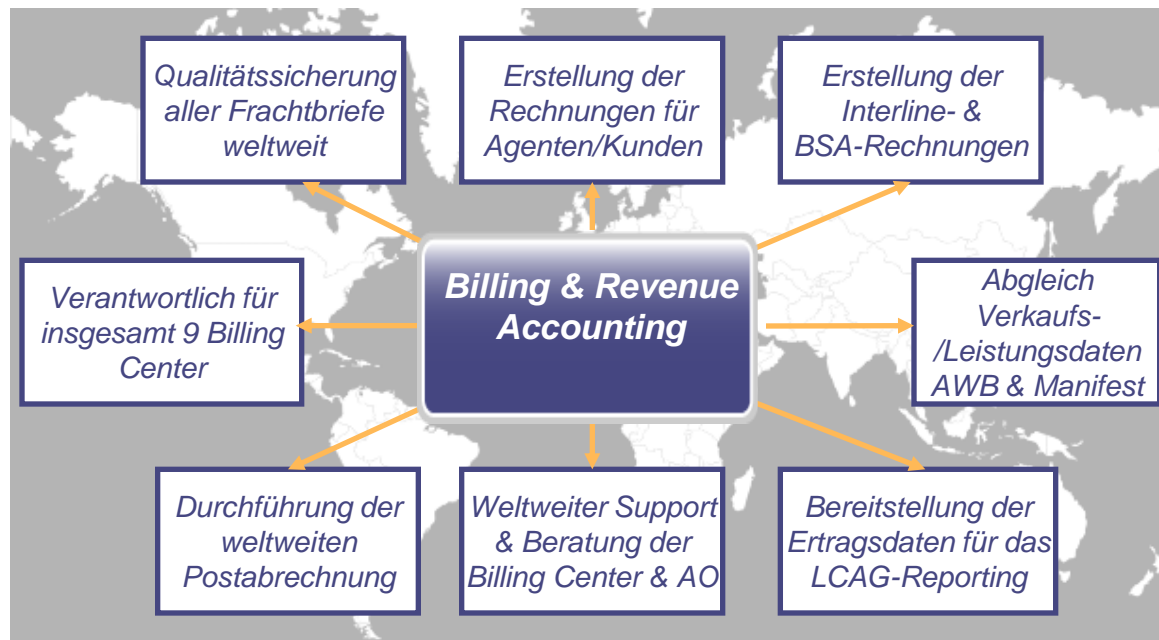 Qualitätssicherung
aller Frachtbriefe
weltweit
Erstellung der
Rechnungen für
Agenten/Kunden
Erstellung der
Interline- &
BSA-Rechnungen
Verantwortlich für
insgesamt 9 Billing
Center
Billing & Revenue
Accounting
Abgleich
Verkaufs-
/Leistungsdaten
AWB & Manifest
Durchführung der
weltweiten
Postabrechnung
Weltweiter Support
& Beratung der
Billing Center & AO
Bereitstellung der
Ertragsdaten für das
LCAG-Reporting